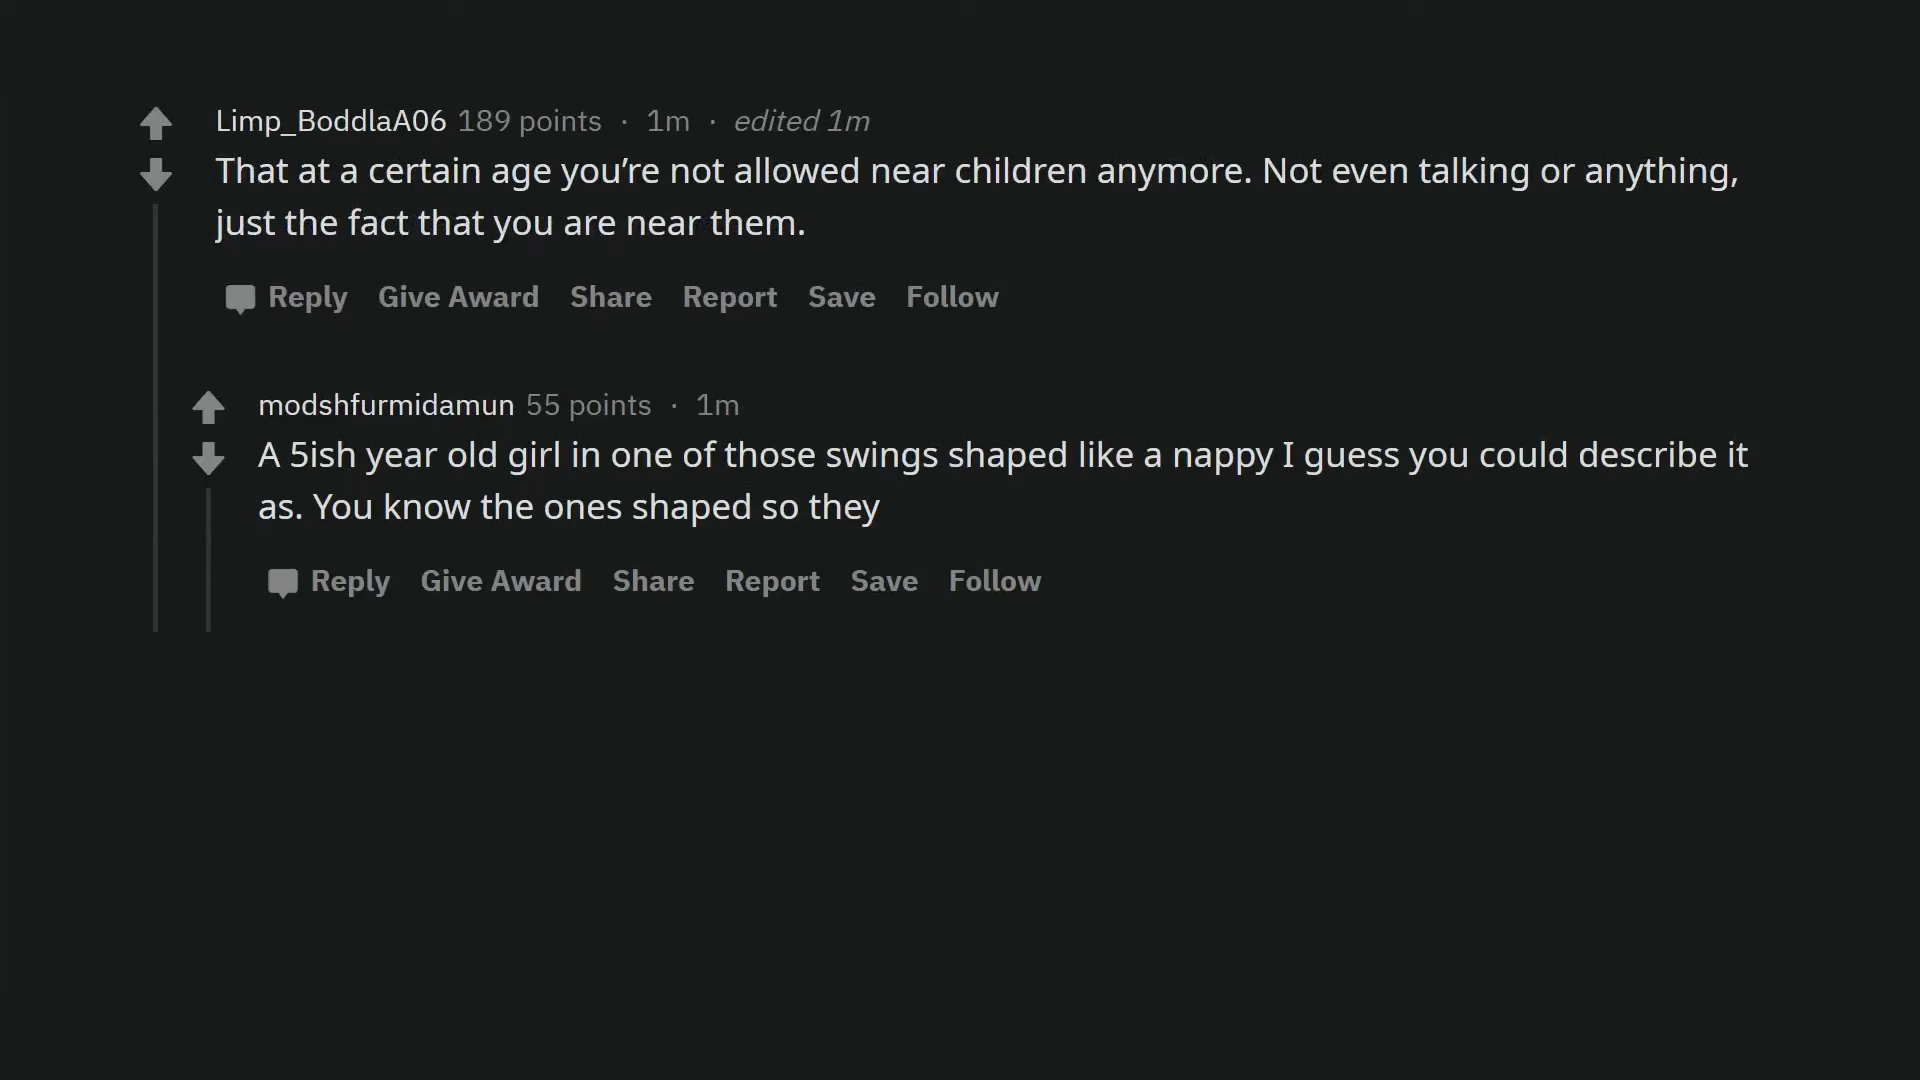 Limp_BoddlaA06 189 points · 1m · edited 1m
That at a certain age you’re not allowed near children anymore. Not even talking or anything,
just the fact that you are near them.
Reply Give Award Share Report Save Follow
modshfurmidamun 55 points · 1m
A 5ish year old girl in one of those swings shaped like a nappy I guess you could describe it
as. You know the ones shaped so they
Reply Give Award Share Report Save Follow